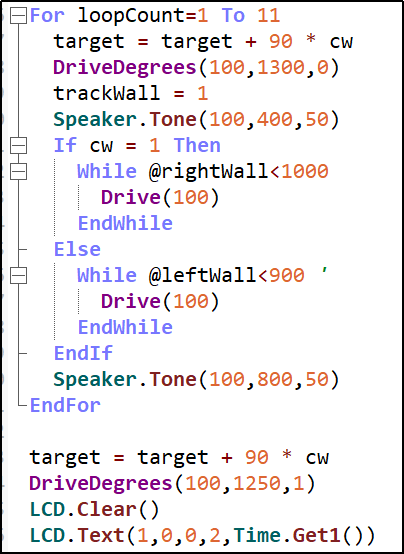 For loopCount=1 To 11
  target = target + 90 * cw
  DriveDegrees(100,1300,0)
  trackWall = 1
  Speaker.Tone(100,400,50)
  If cw = 1 Then
    While @rightWall<1000
      Drive(100)
    EndWhile
  Else
    While @leftWall<900 '
      Drive(100)
    EndWhile
  EndIf
  Speaker.Tone(100,800,50)
EndFor
target = target + 90 * cw
DriveDegrees(100,1250,1)
LCD.Clear()
LCD.Text(1,0,0,2,Time.Get1())